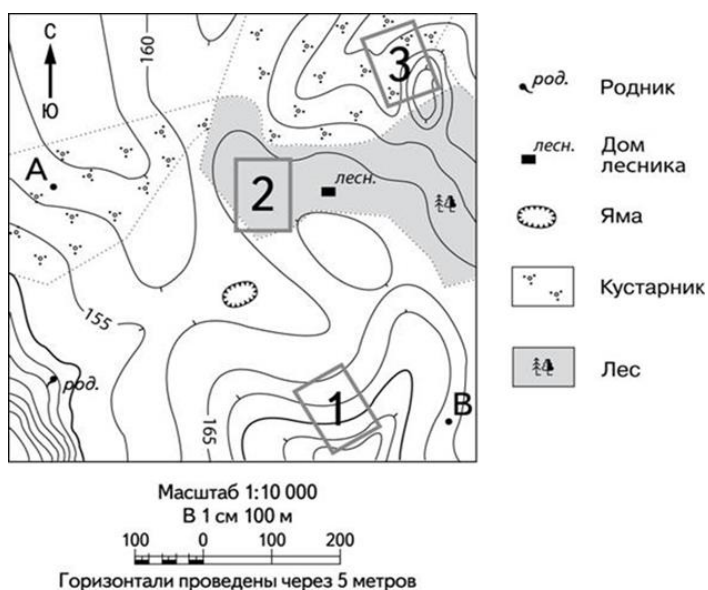 С
Ю
160
3
А
2
лесн.
155
род.
165
1
В
род. Родник
лесн. Дом
лесника
Яма
Кустарник
Лес
Масштаб 1:10 000
В 1 см 100 м
100 0 100 200
Горизонтали проведены через 5 метров